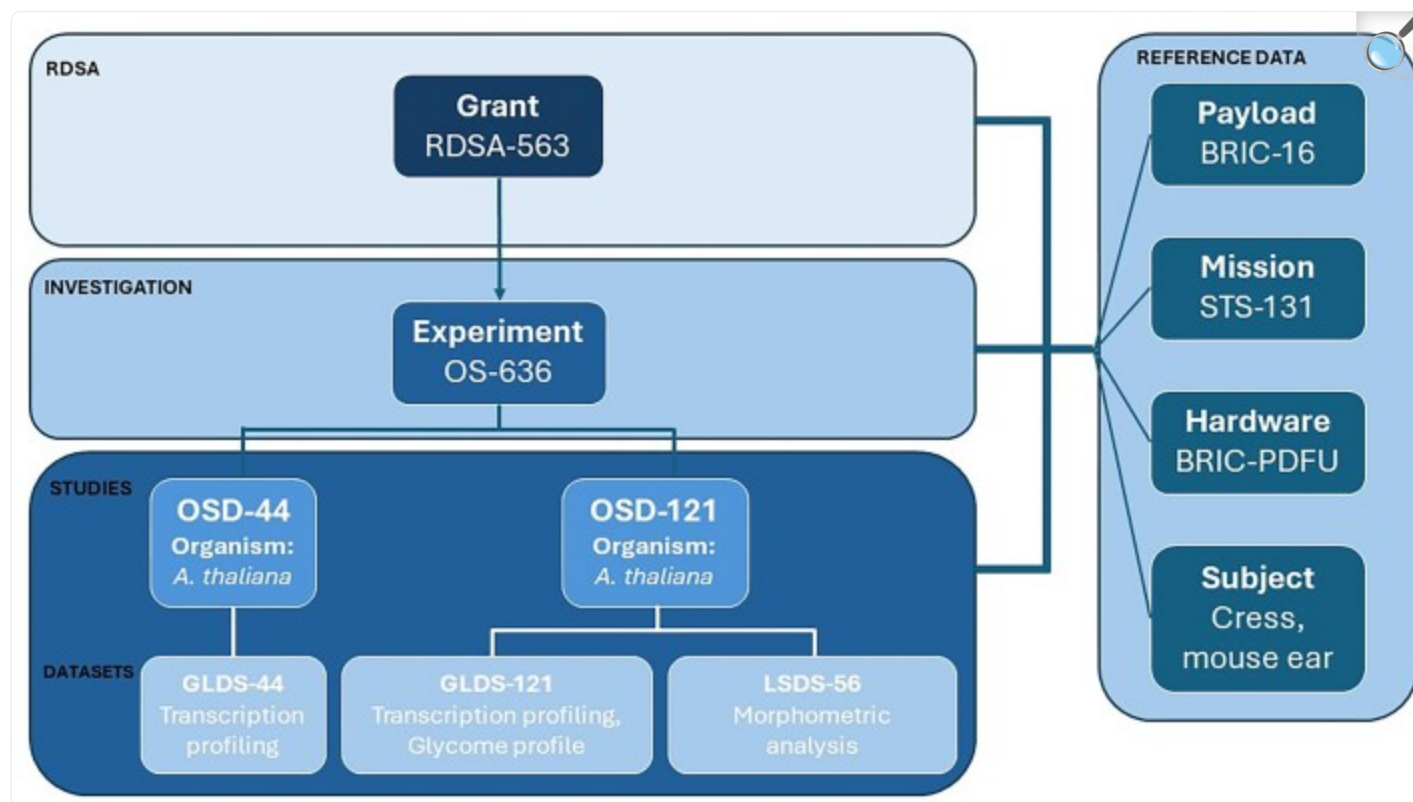 RDSA
Grant
RDSA-563
INVESTIGATION
Experiment
OS-636
STUDIES
OSD-44
Organism:
A. thaliana
OSD-121
Organism:
A. thaliana
DATASETS
GLDS-44
Transcription
profiling
GLDS-121
Transcription profiling,
Glycome profile
LSDS-56
Morphometric
analysis
REFERENCE DATA
Payload
BRIC-16
Mission
STS-131
Hardware
BRIC-PDFU
Subject
Cress,
mouse ear